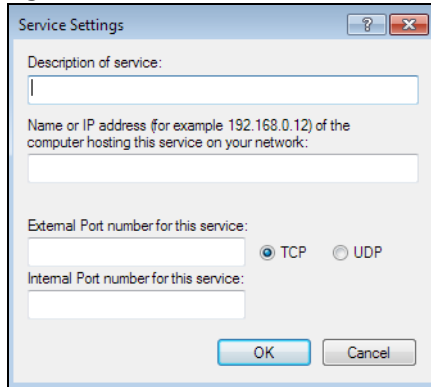 Service Settings
Description of service:
Name or IP address (for example 192.168.0.12) of the
computer hosting this service on your network:
External Port number for this service:
TCP
UDP
Internal Port number for this service:
OK
Cancel